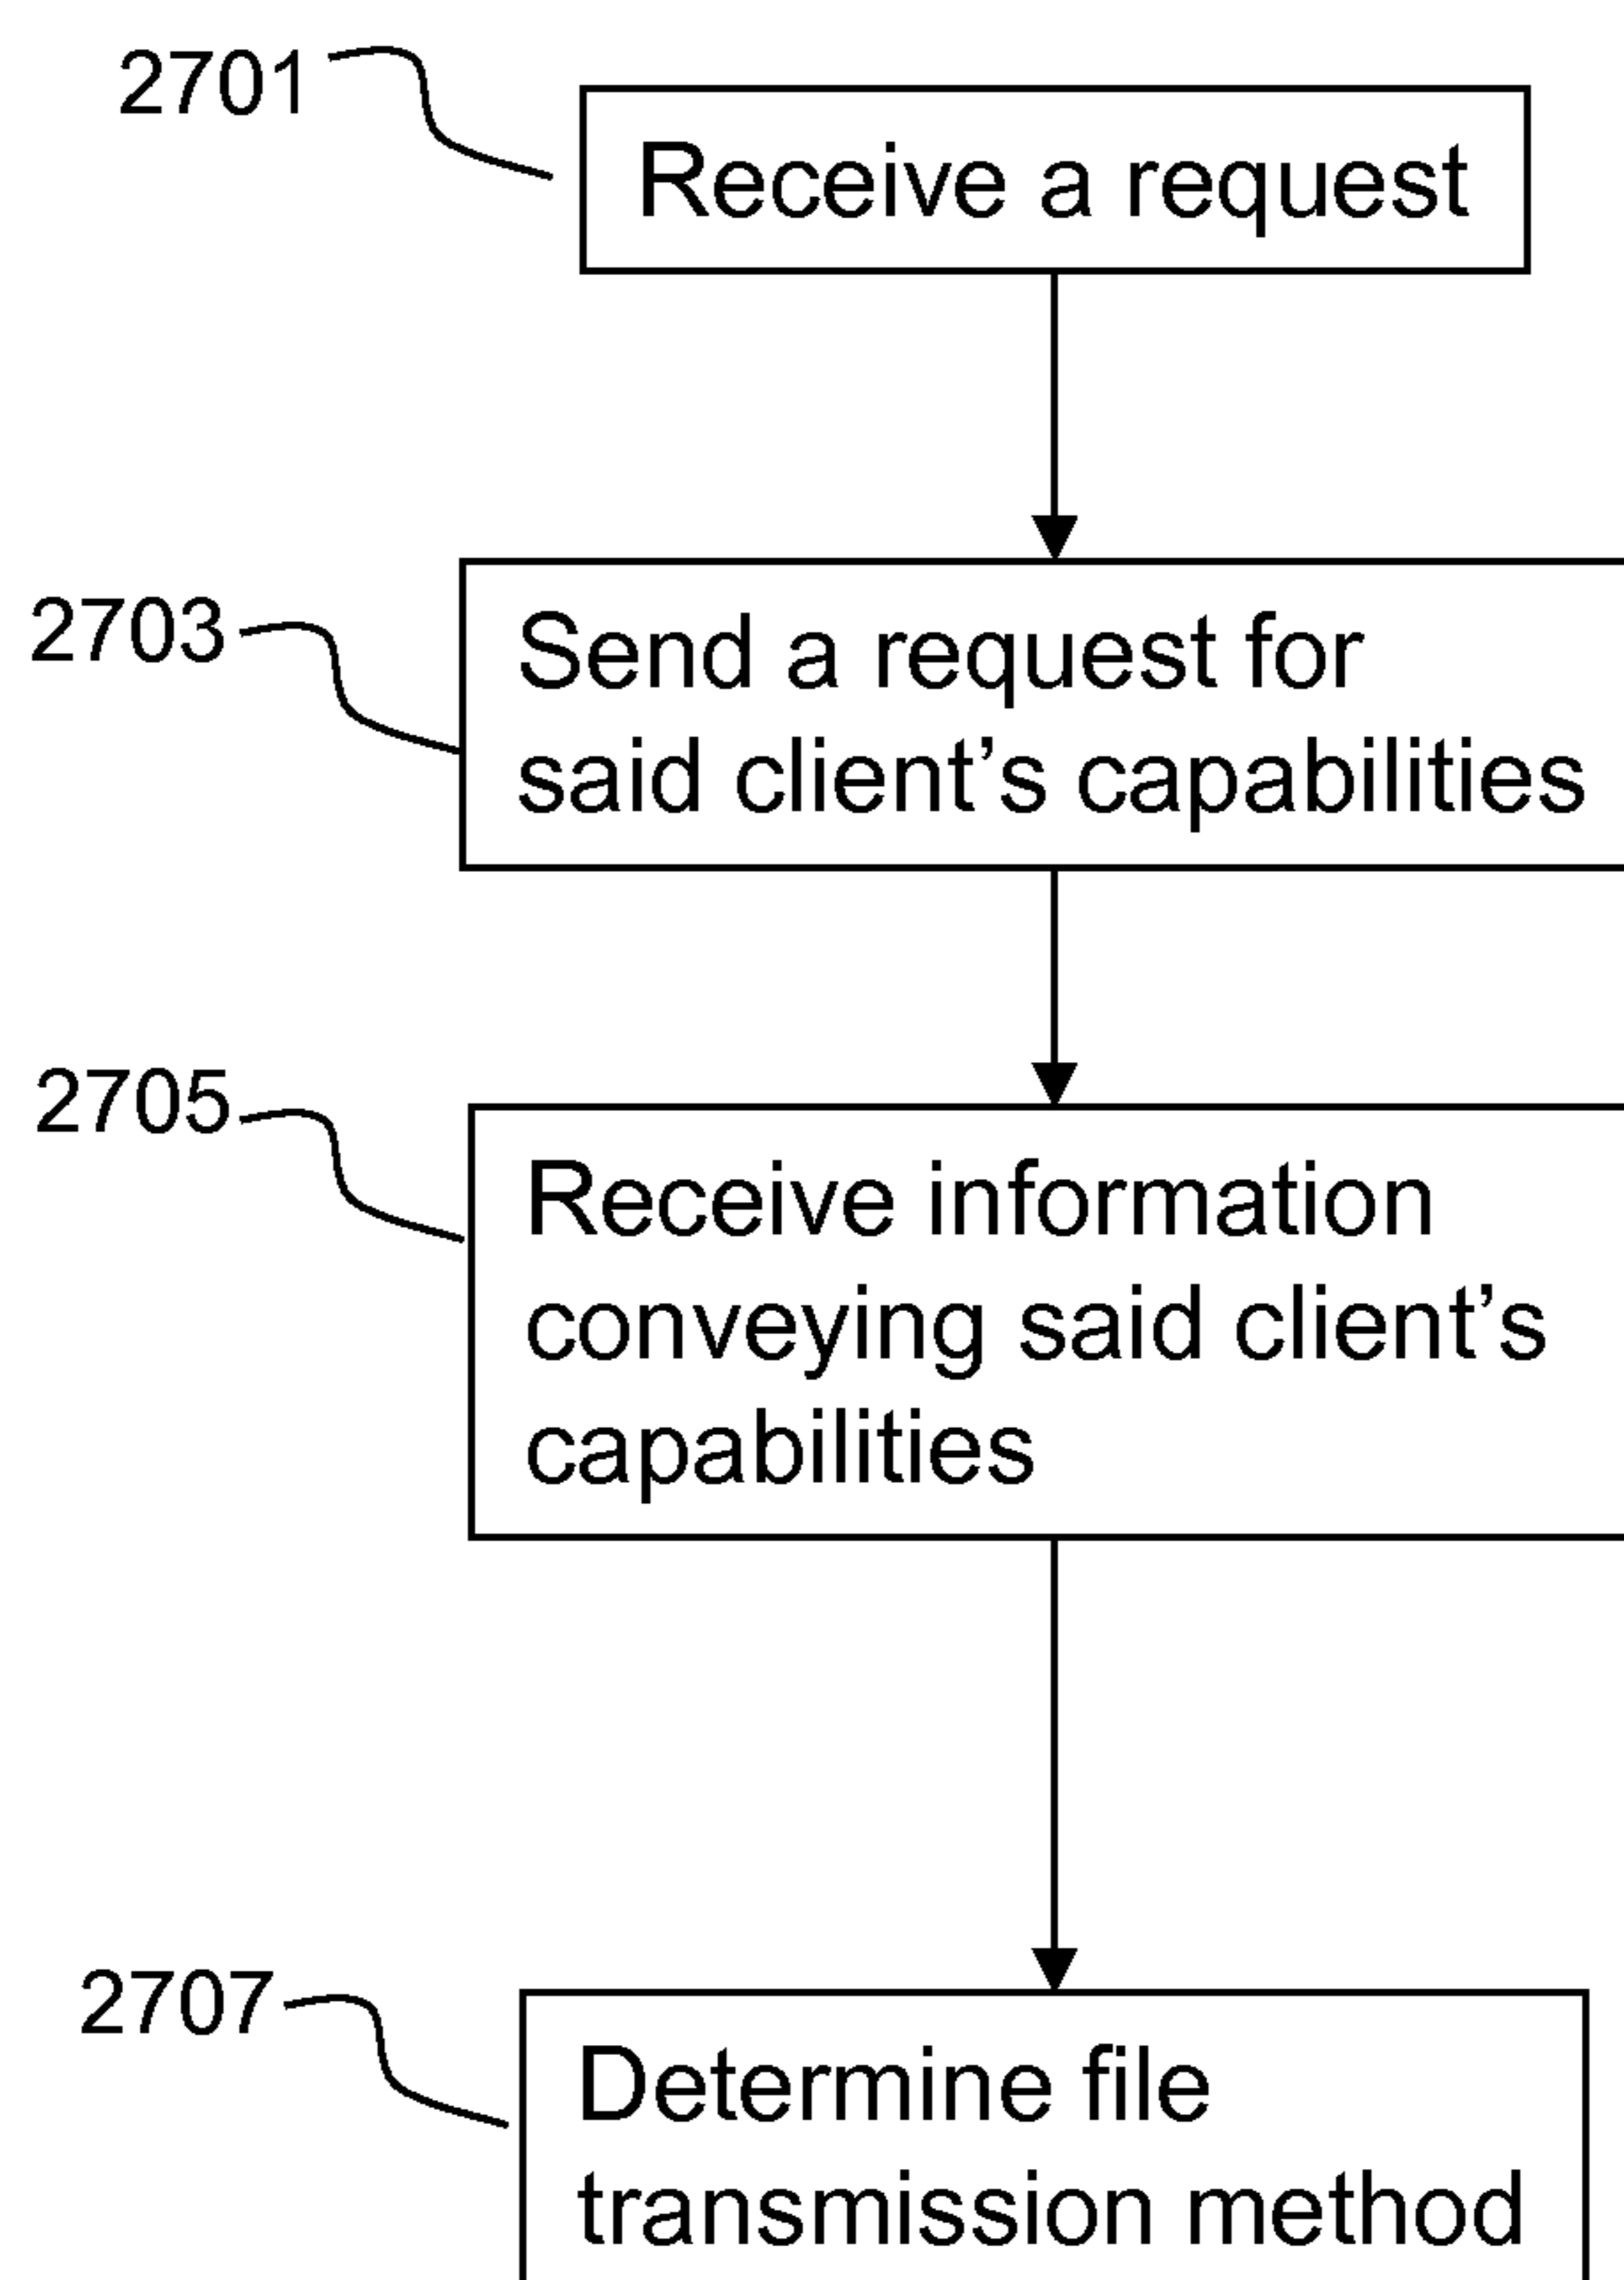 2701
Receive a request
2703
Send a request for
said client’s capabilities
2705
Receive information
conveying said client’s
capabilities
2707
Determine file
transmission method